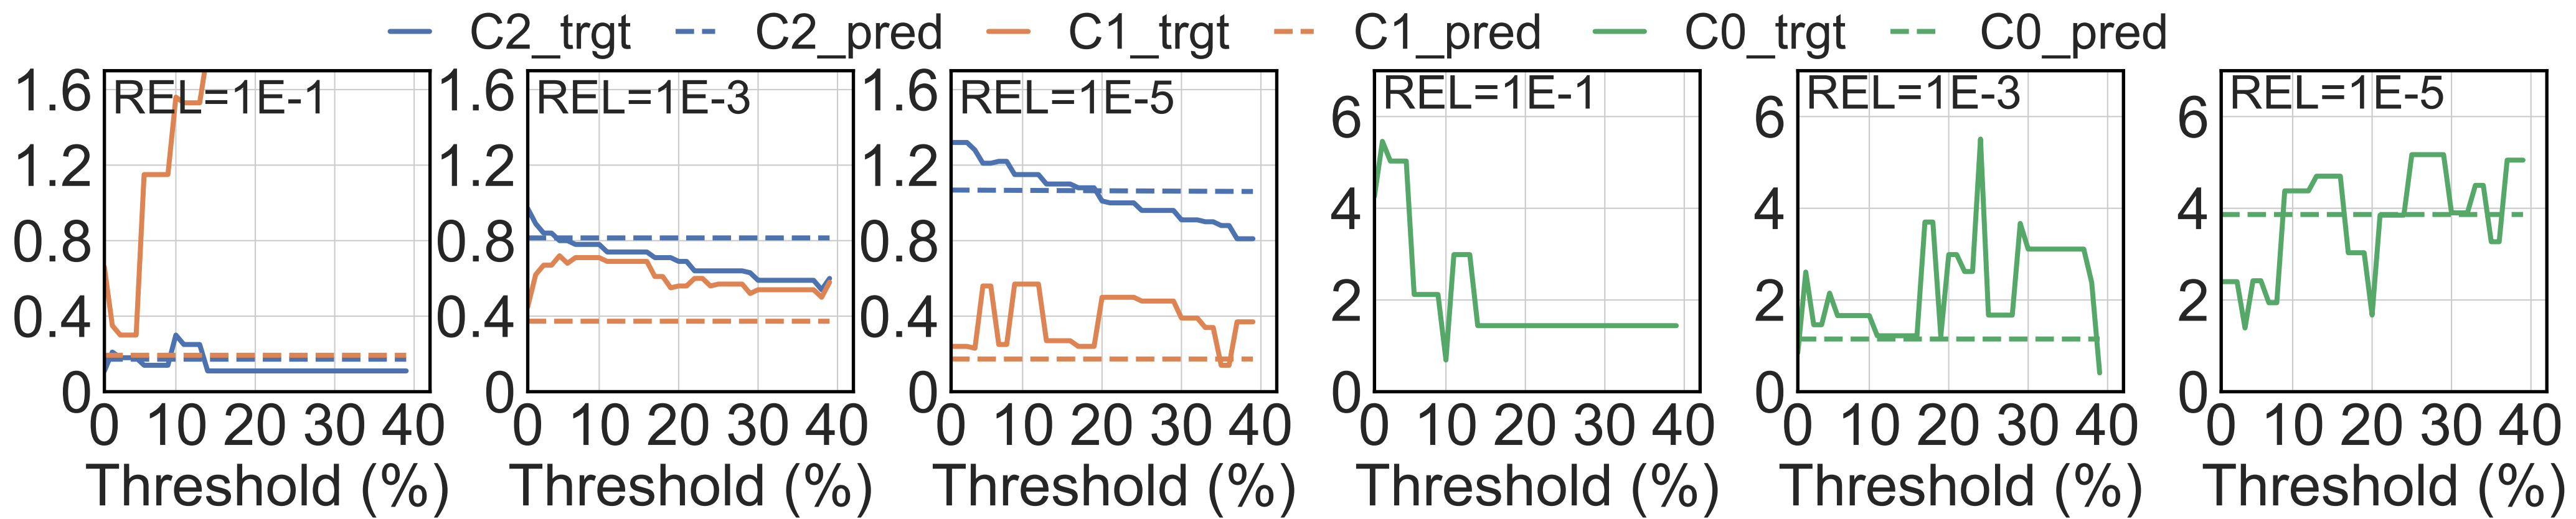 C2_trgt C2_pred C1_trgt C1_pred C0_trgt C0_pred
REL=1E-1 REL=1E-3 REL=1E-5 REL=1E-1 REL=1E-3 REL=1E-5
1.6 1.6 1.6 6 6 6
1.2 1.2 1.2 4 4 4
0.8 0.8 0.8 2 2 2
0.4 0.4 0.4
0 0 0 0 0 0
0 10 20 30 40 0 10 20 30 40 0 10 20 30 40 0 10 20 30 40 0 10 20 30 40 0 10 20 30 40
Threshold (%) Threshold (%) Threshold (%) Threshold (%) Threshold (%) Threshold (%)